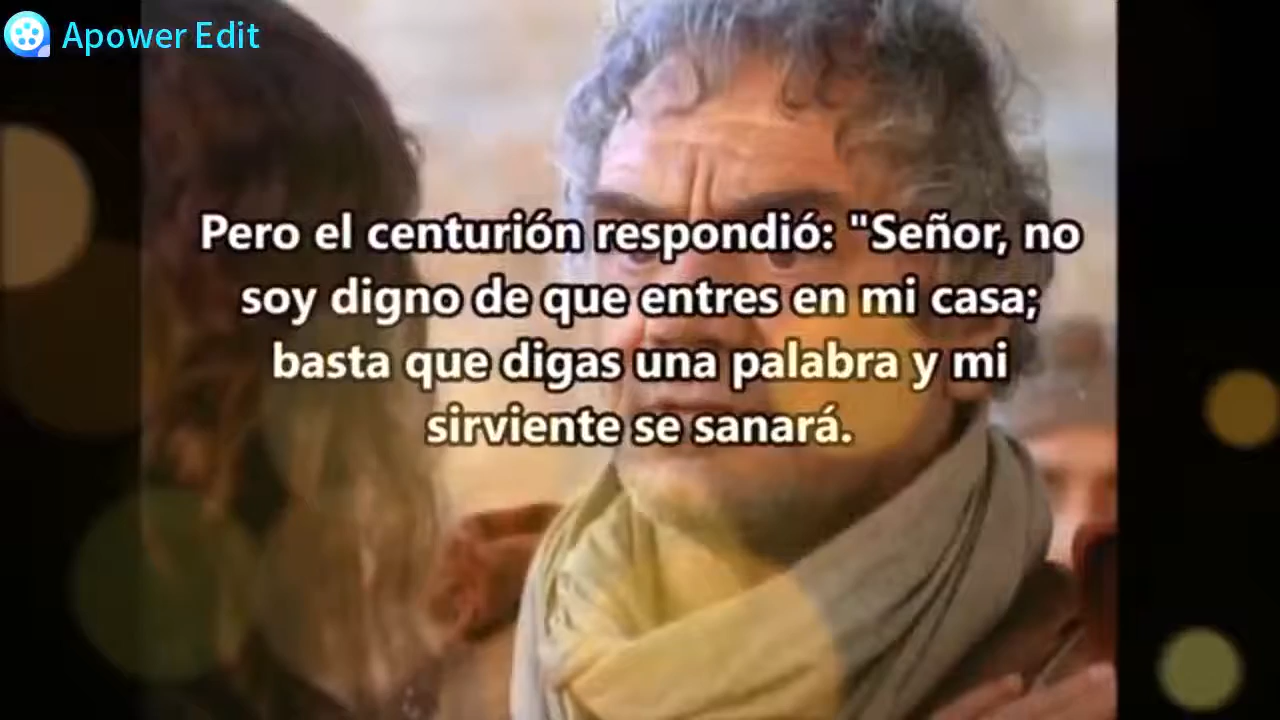 Apower Edit
Pero el centurión respondió: "Señor, no
soy digno de que entres en mi casa;
basta que digas una palabra y mi
sirviente se sanará.